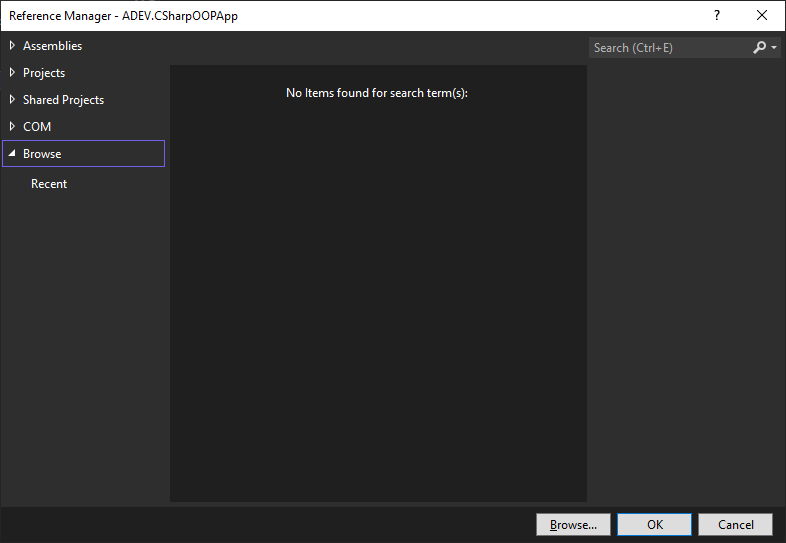 Reference Manager - ADEV.CSharpOOPApp
?
Assemblies
Search (Ctrl+E)
Projects
No Items found for search term(s):
Shared Projects
COM
Browse
Recent
Browse...
OK
Cancel